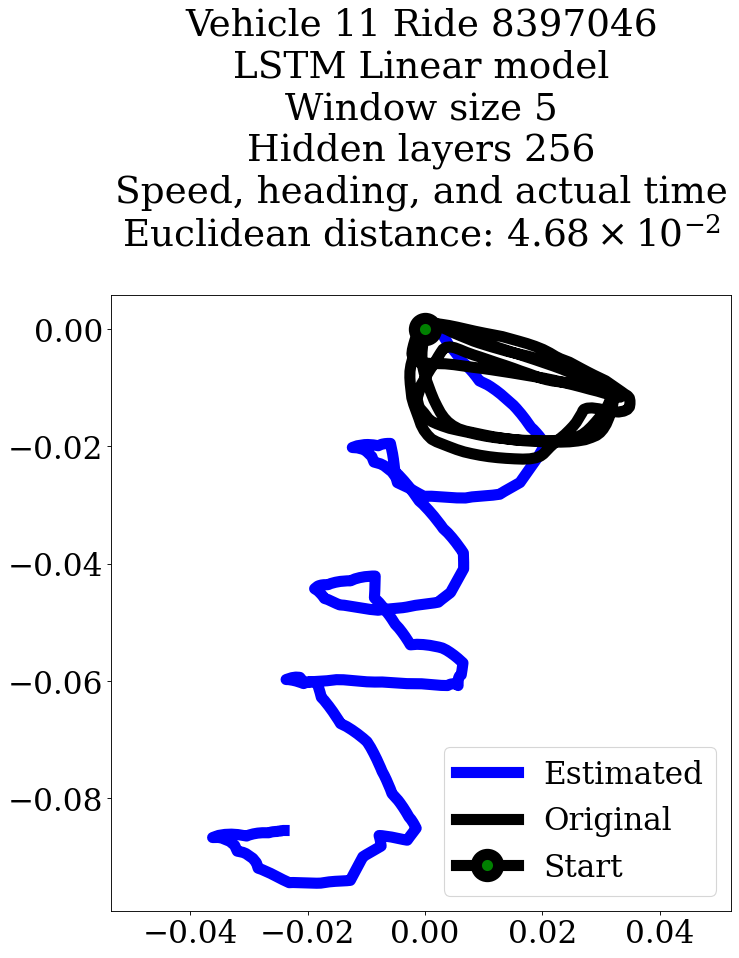 Vehicle 11 Ride 8397046
LSTM Linear model
Window size 5
Hidden layers 256
Speed, heading, and actual time
Euclidean distance: 4.68 × 10⁻²
0.00
−0.02
−0.04
−0.06
−0.08
Estimated
Original
Start
−0.04 −0.02 0.00 0.02 0.04